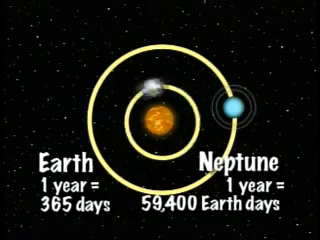 Earth
1 year =
365 days
Neptune
1 year =
59,400 Earth days